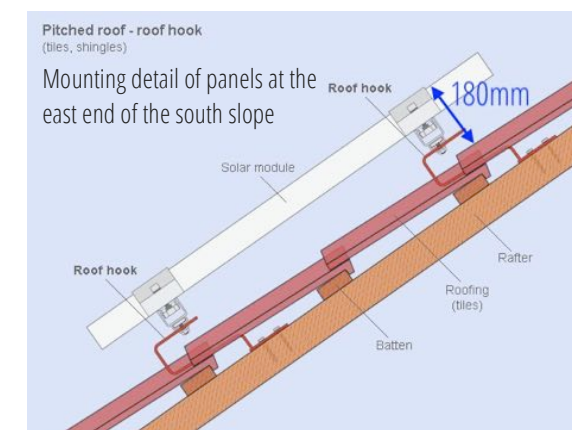 Pitched roof - roof hook
(tiles, shingles)
Mounting detail of panels at the
east end of the south slope
Roof hook
180mm
Solar module
Roof hook
Rafter
Roofing
(tiles)
Batten